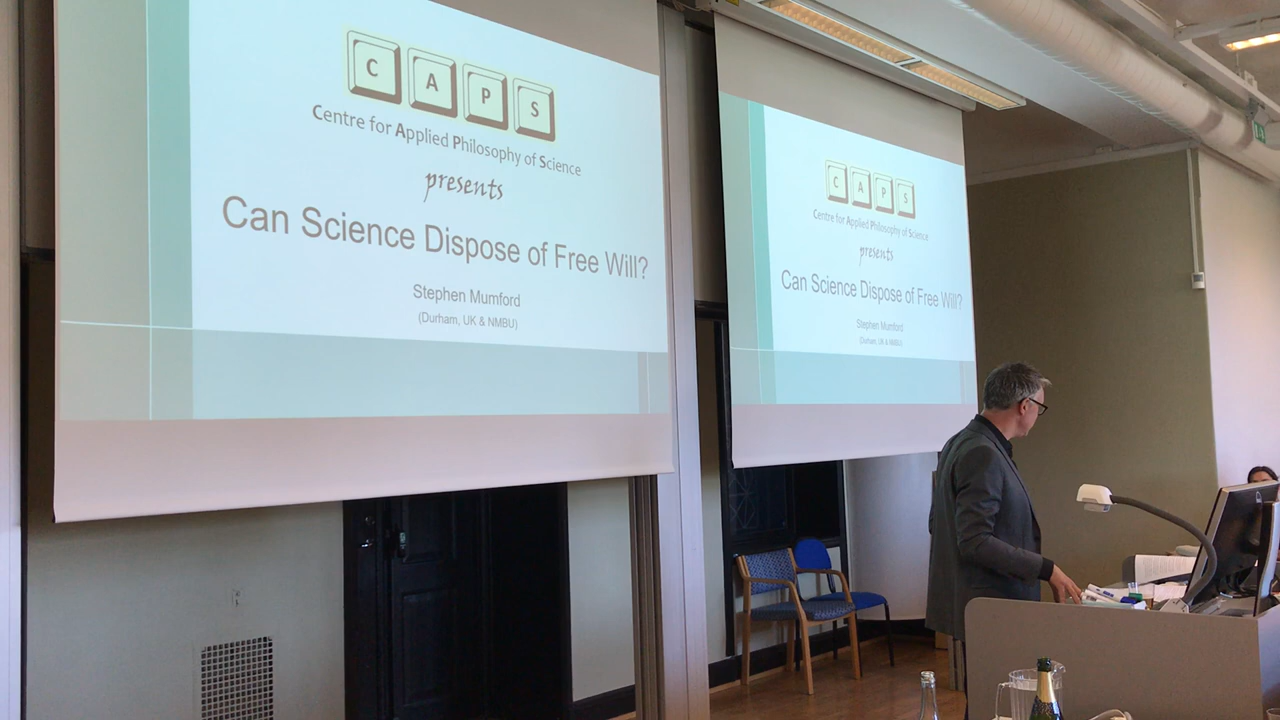 C A P S
Centre for Applied Philosophy of Science
presents
Can Science Dispose of Free Will?
Stephen Mumford
(Durham, UK & NMBU)
C A P S
Centre for Applied Philosophy of Science
presents
Can Science Dispose of Free Will?
Stephen Mumford
(Durham, UK & NMBU)